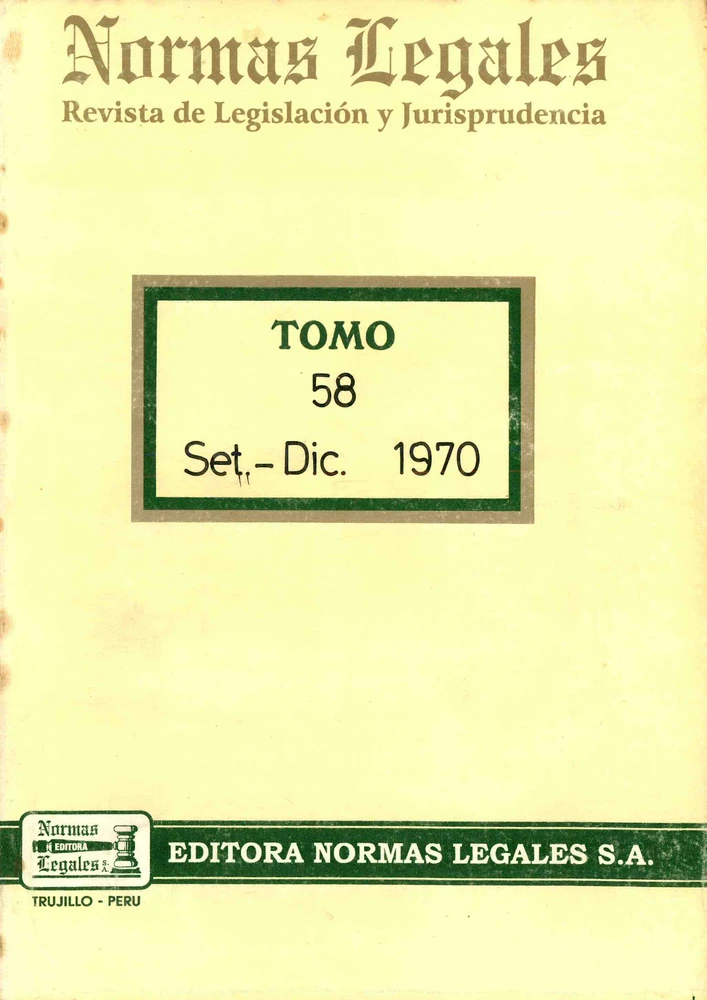 Normas Legales
Revista de Legislación y Jurisprudencia
TOMO
58
Set.- Dic. 1970
Normas
EDITORA
Legales S.A.
EDITORA NORMAS LEGALES S.A.
TRUJILLO - PERU